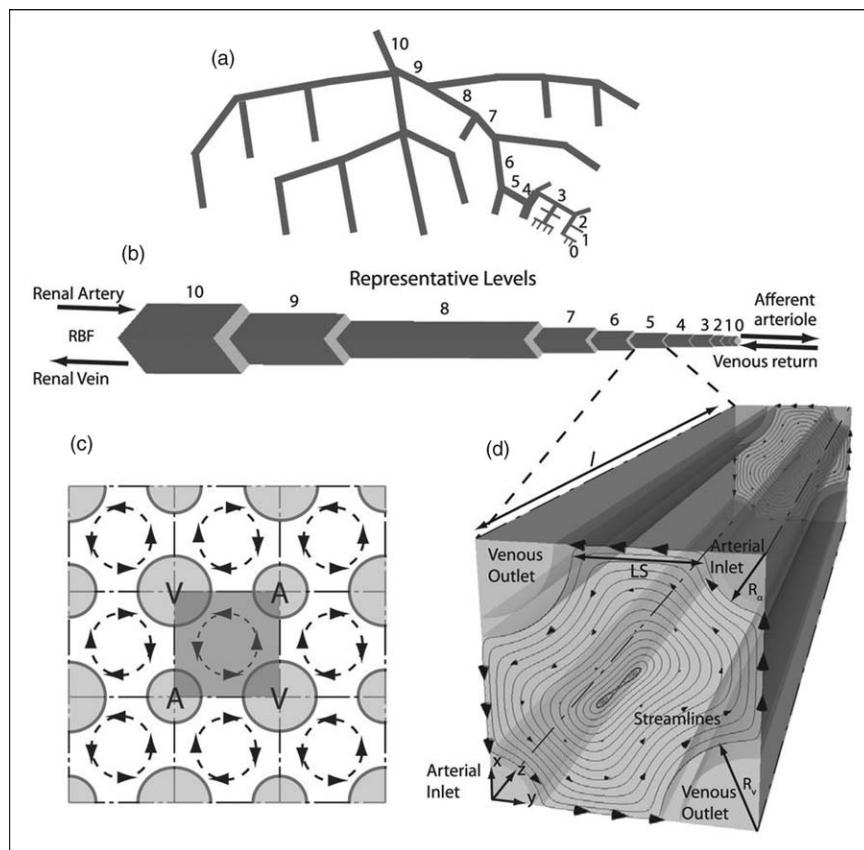 (a)
10
9
8
7
6
5
4
3
2
1
0
(b)
Representative Levels
Renal Artery
RBF
Renal Vein
10
9
8
7
6
5
4
3
2
1
0
Afferent
arteriole
Venous return
(c)
V
A
A
V
(d)
l
Venous
Outlet
LS
Arterial
Inlet
Rα
Streamlines
Arterial
Inlet
x
z
y
Venous
Outlet
Rv